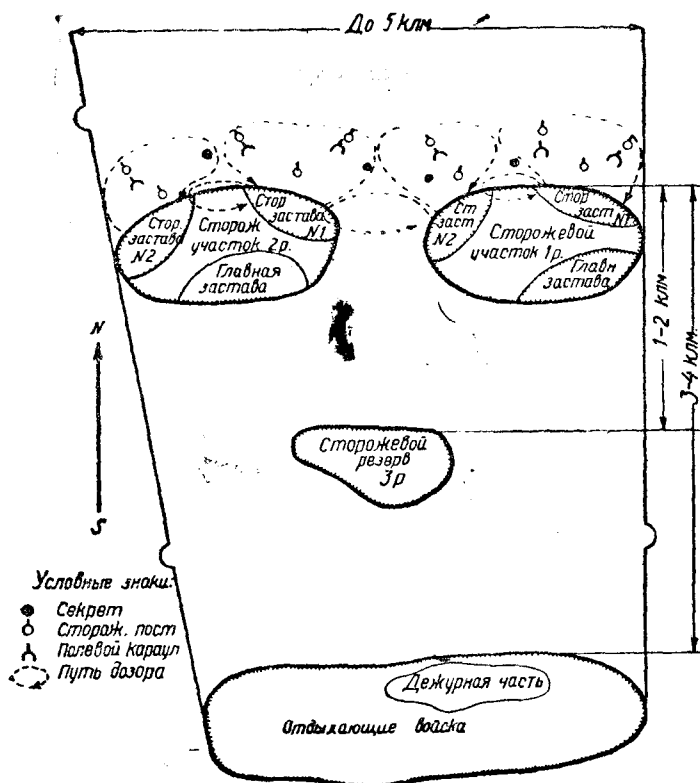 До 5 клм
Стор.
застава
N2
Сторож
участок 2р.
Стор
застава
N1
Главная
застава
Ст
заст
N2
Сторожевой
участок 1р.
Стор
заст
N1
Главн
застава
1-2 клм
3-4 клм.
N
S
Сторожевой
резерв
3р
Условные знаки:
Секрет
Сторож. пост
Полевой караул
Путь дозора
Дежурная часть
Отдыхающие войска